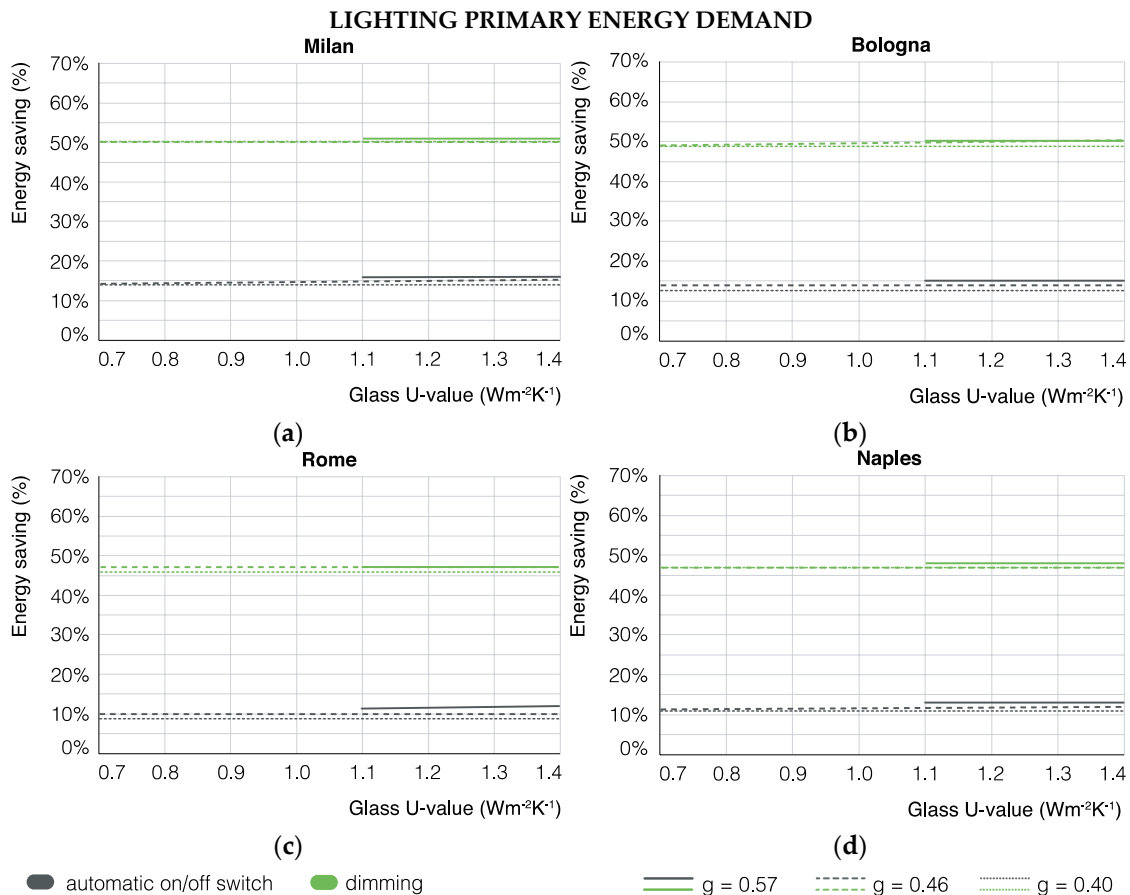 LIGHTING PRIMARY ENERGY DEMAND
Milan
Energy saving (%)
70%
60%
50%
40%
30%
20%
10%
0%
0.7 0.8 0.9 1.0 1.1 1.2 1.3 1.4
Glass U-value (Wm⁻²K⁻¹)
(a)
Bologna
Energy saving (%)
70%
60%
50%
40%
30%
20%
10%
0%
0.7 0.8 0.9 1.0 1.1 1.2 1.3 1.4
Glass U-value (Wm⁻²K⁻¹)
(b)
Rome
Energy saving (%)
70%
60%
50%
40%
30%
20%
10%
0%
0.7 0.8 0.9 1.0 1.1 1.2 1.3 1.4
Glass U-value (Wm⁻²K⁻¹)
(c)
Naples
Energy saving (%)
70%
60%
50%
40%
30%
20%
10%
0%
0.7 0.8 0.9 1.0 1.1 1.2 1.3 1.4
Glass U-value (Wm⁻²K⁻¹)
(d)
automatic on/off switch dimming g = 0.57 g = 0.46 g = 0.40